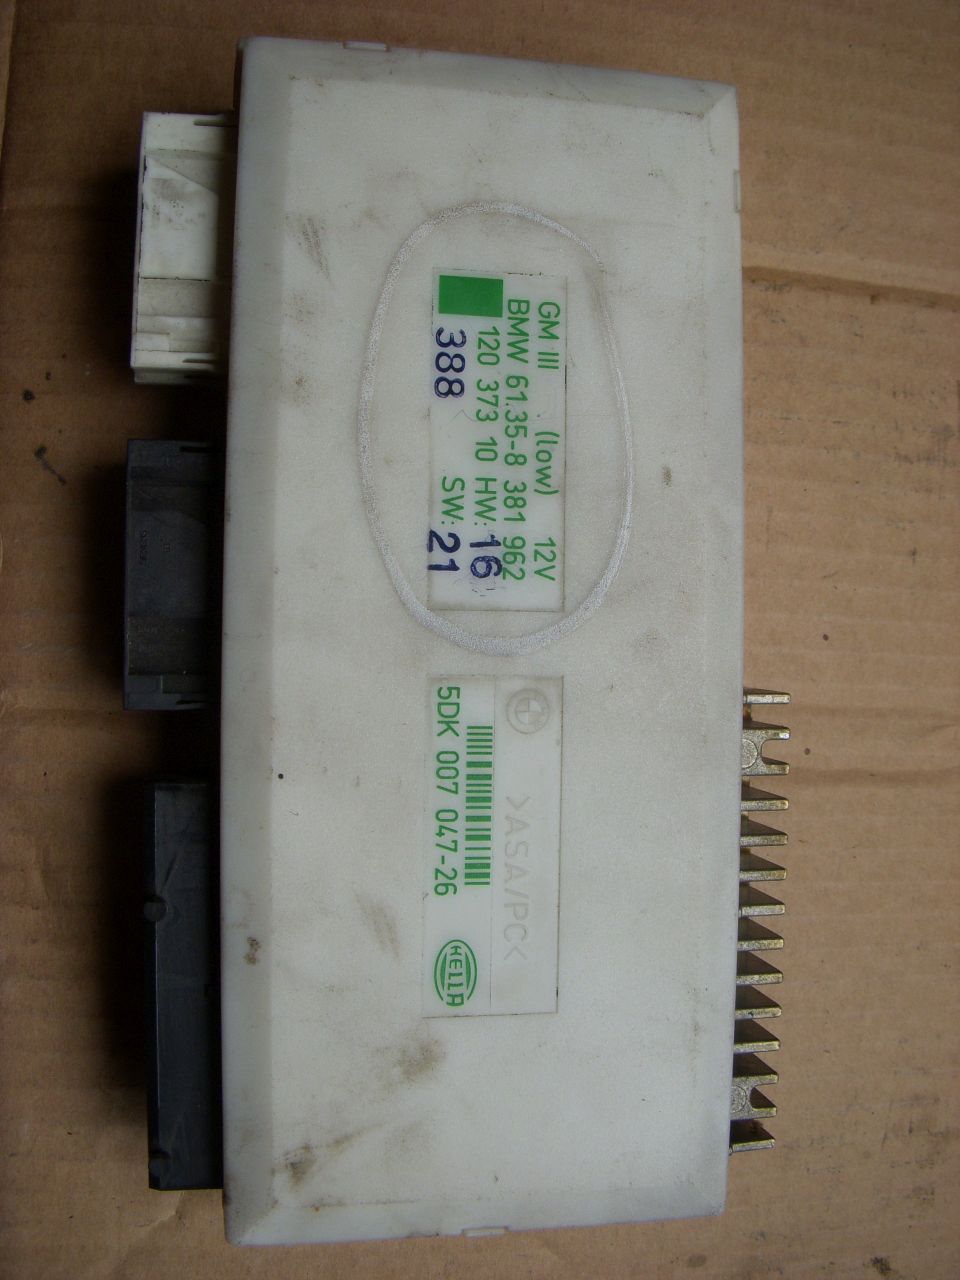 GM III (low) 12V
BMW 61.35-8 381 962
120 373 10 HW: 16
388 SW: 21
>ASA/PC<
5DK 007 047-26
HELLA